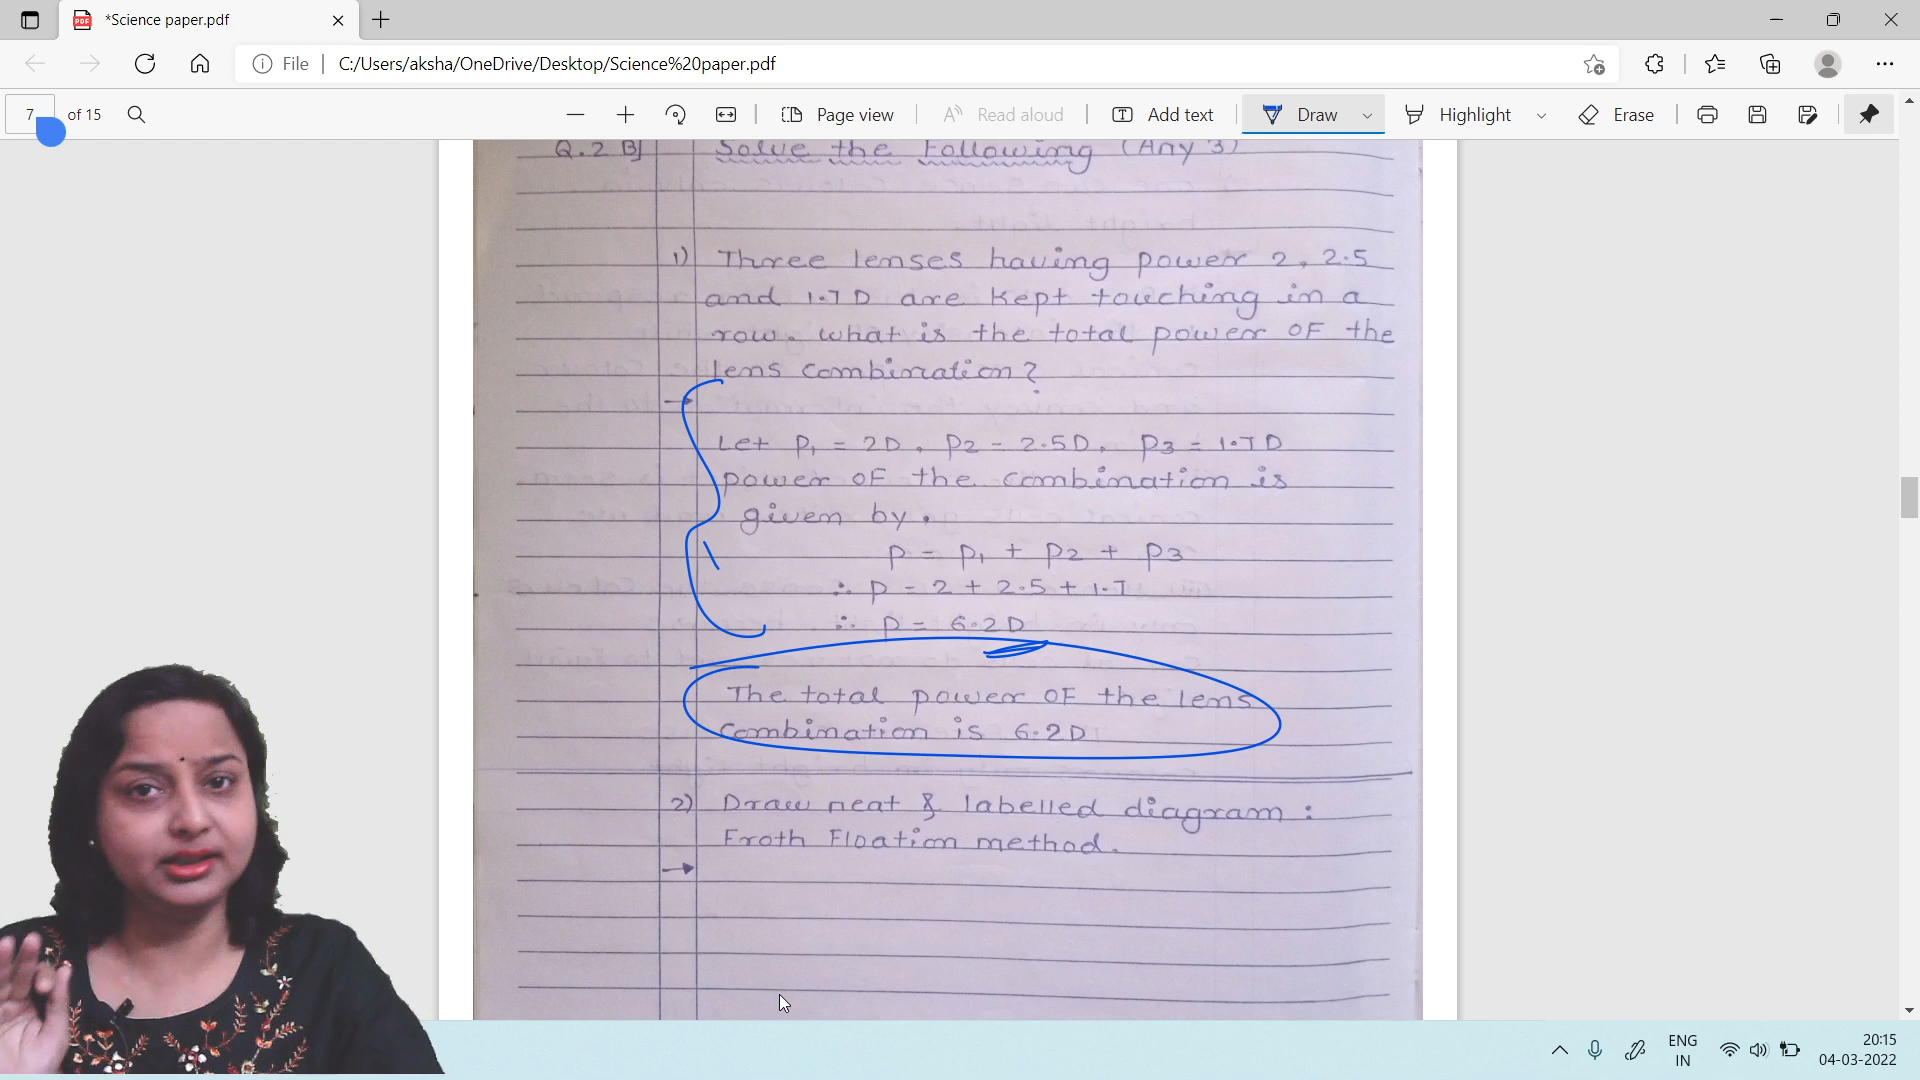 *Science paper.pdf
File
C:/Users/aksha/OneDrive/Desktop/Science%20paper.pdf
7 of 15
Page view
Read aloud
Add text
Draw
Highlight
Erase
Q.2 B] Solve the Following (Any 3)
1) Three lenses having power 2, 2.5
and 1.7 D are kept touching in a
row. what is the total power of the
lens combination?
Let P1 = 2D, P2 = 2.5D, P3 = 1.7D
power of the combination is
given by.
P = P1 + P2 + P3
∴ P = 2 + 2.5 + 1.7
∴ P = 6.2D
The total power of the lens
combination is 6.2D
2) Draw neat & labelled diagram :
Froth Floation method.
ENG
IN
20:15
04-03-2022